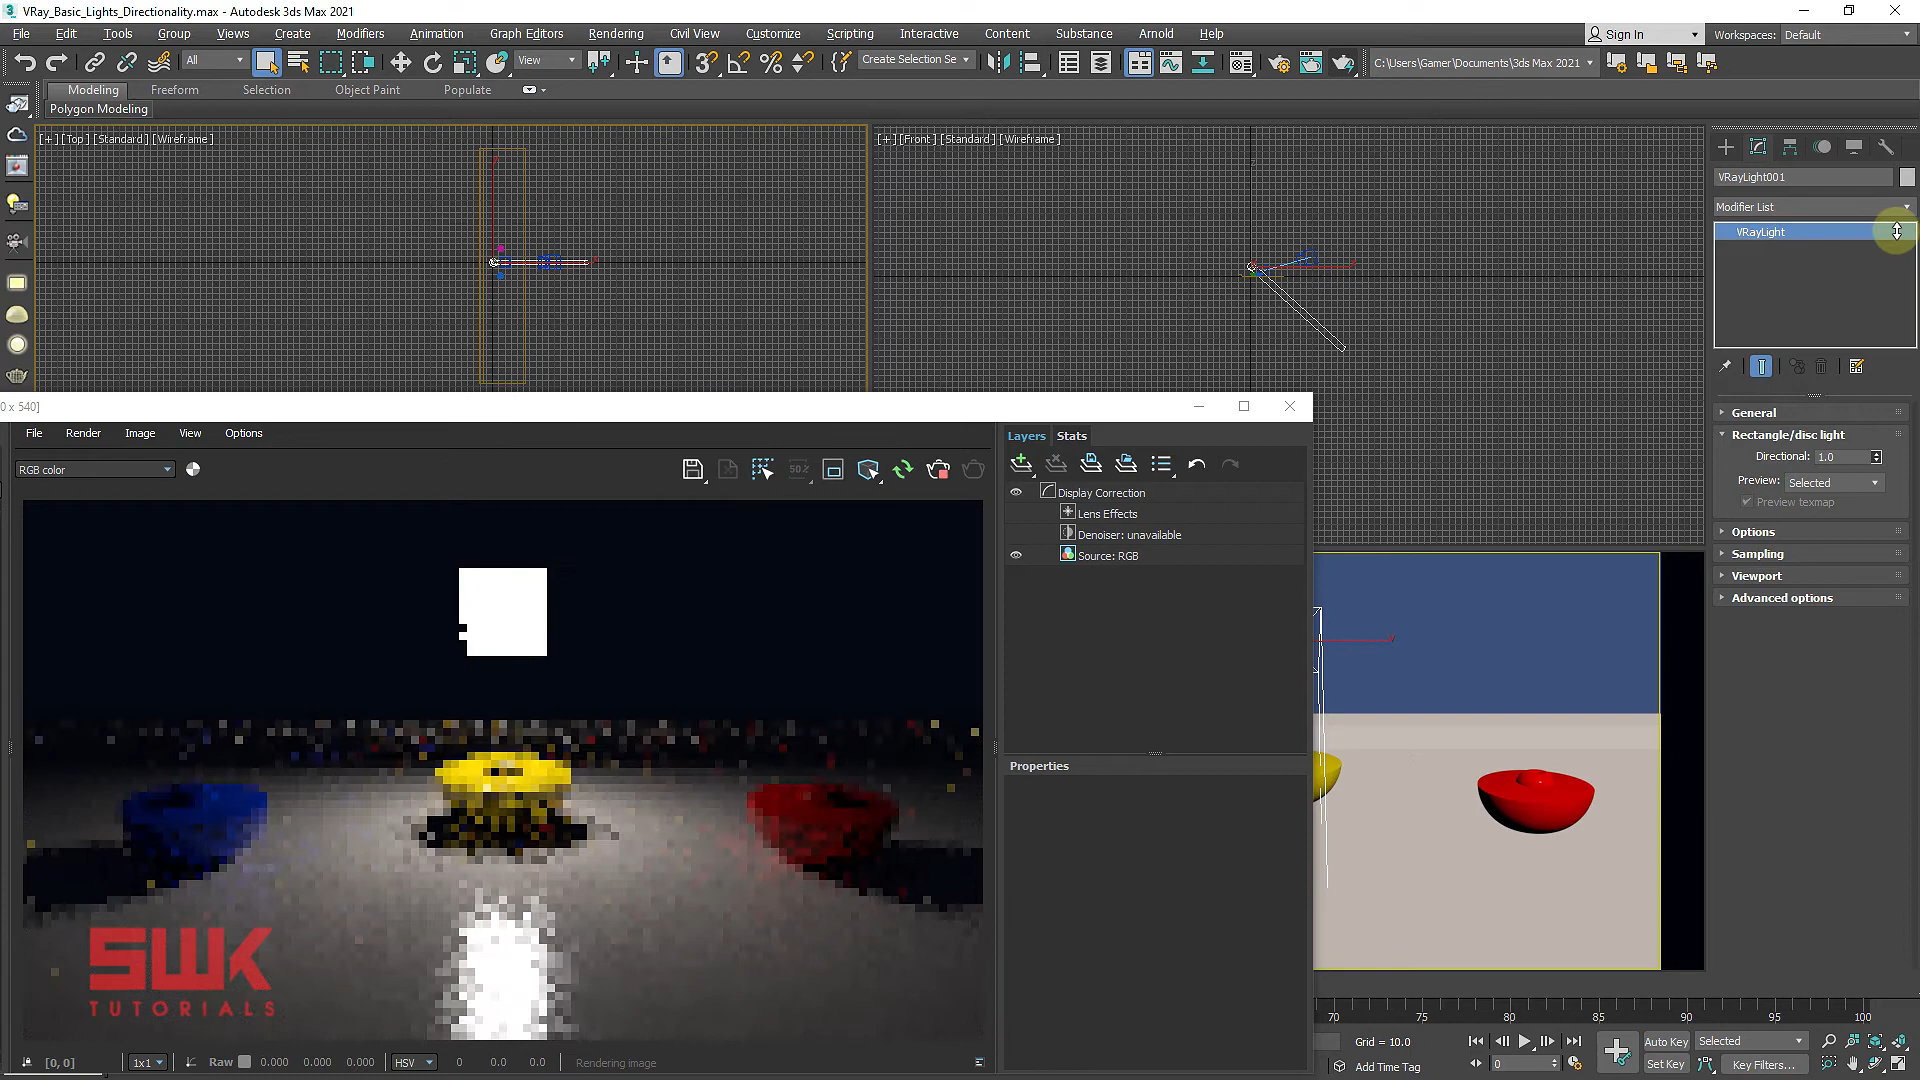 VRay_Basic_Lights_Directionality.max - Autodesk 3ds Max 2021
File Edit Tools Group Views Create Modifiers Animation Graph Editors Rendering Civil View Customize Scripting Interactive Content Substance Arnold Help
Sign In
Workspaces: Default
All
View
Create Selection Se
C:\Users\Gamer\Documents\3ds Max 2021
Modeling Freeform Selection Object Paint Populate
Polygon Modeling
[+] [Top] [Standard] [Wireframe]
[+] [Front] [Standard] [Wireframe]
VRayLight001
Modifier List
VRayLight
General
Rectangle/disc light
Directional: 1.0
Preview: Selected
Preview texmap
Options
Sampling
Viewport
Advanced options
0 x 540]
File Render Image View Options
RGB color
50%
Layers Stats
Display Correction
Lens Effects
Denoiser: unavailable
Source: RGB
Properties
SWK
TUTORIALS
[0, 0]
1x1
Raw
0.000 0.000 0.000
HSV
0 0.0 0.0
Rendering image
70 75 80 85 90 95 100
Grid = 10.0
Add Time Tag
0
Auto Key Selected
Set Key Key Filters...